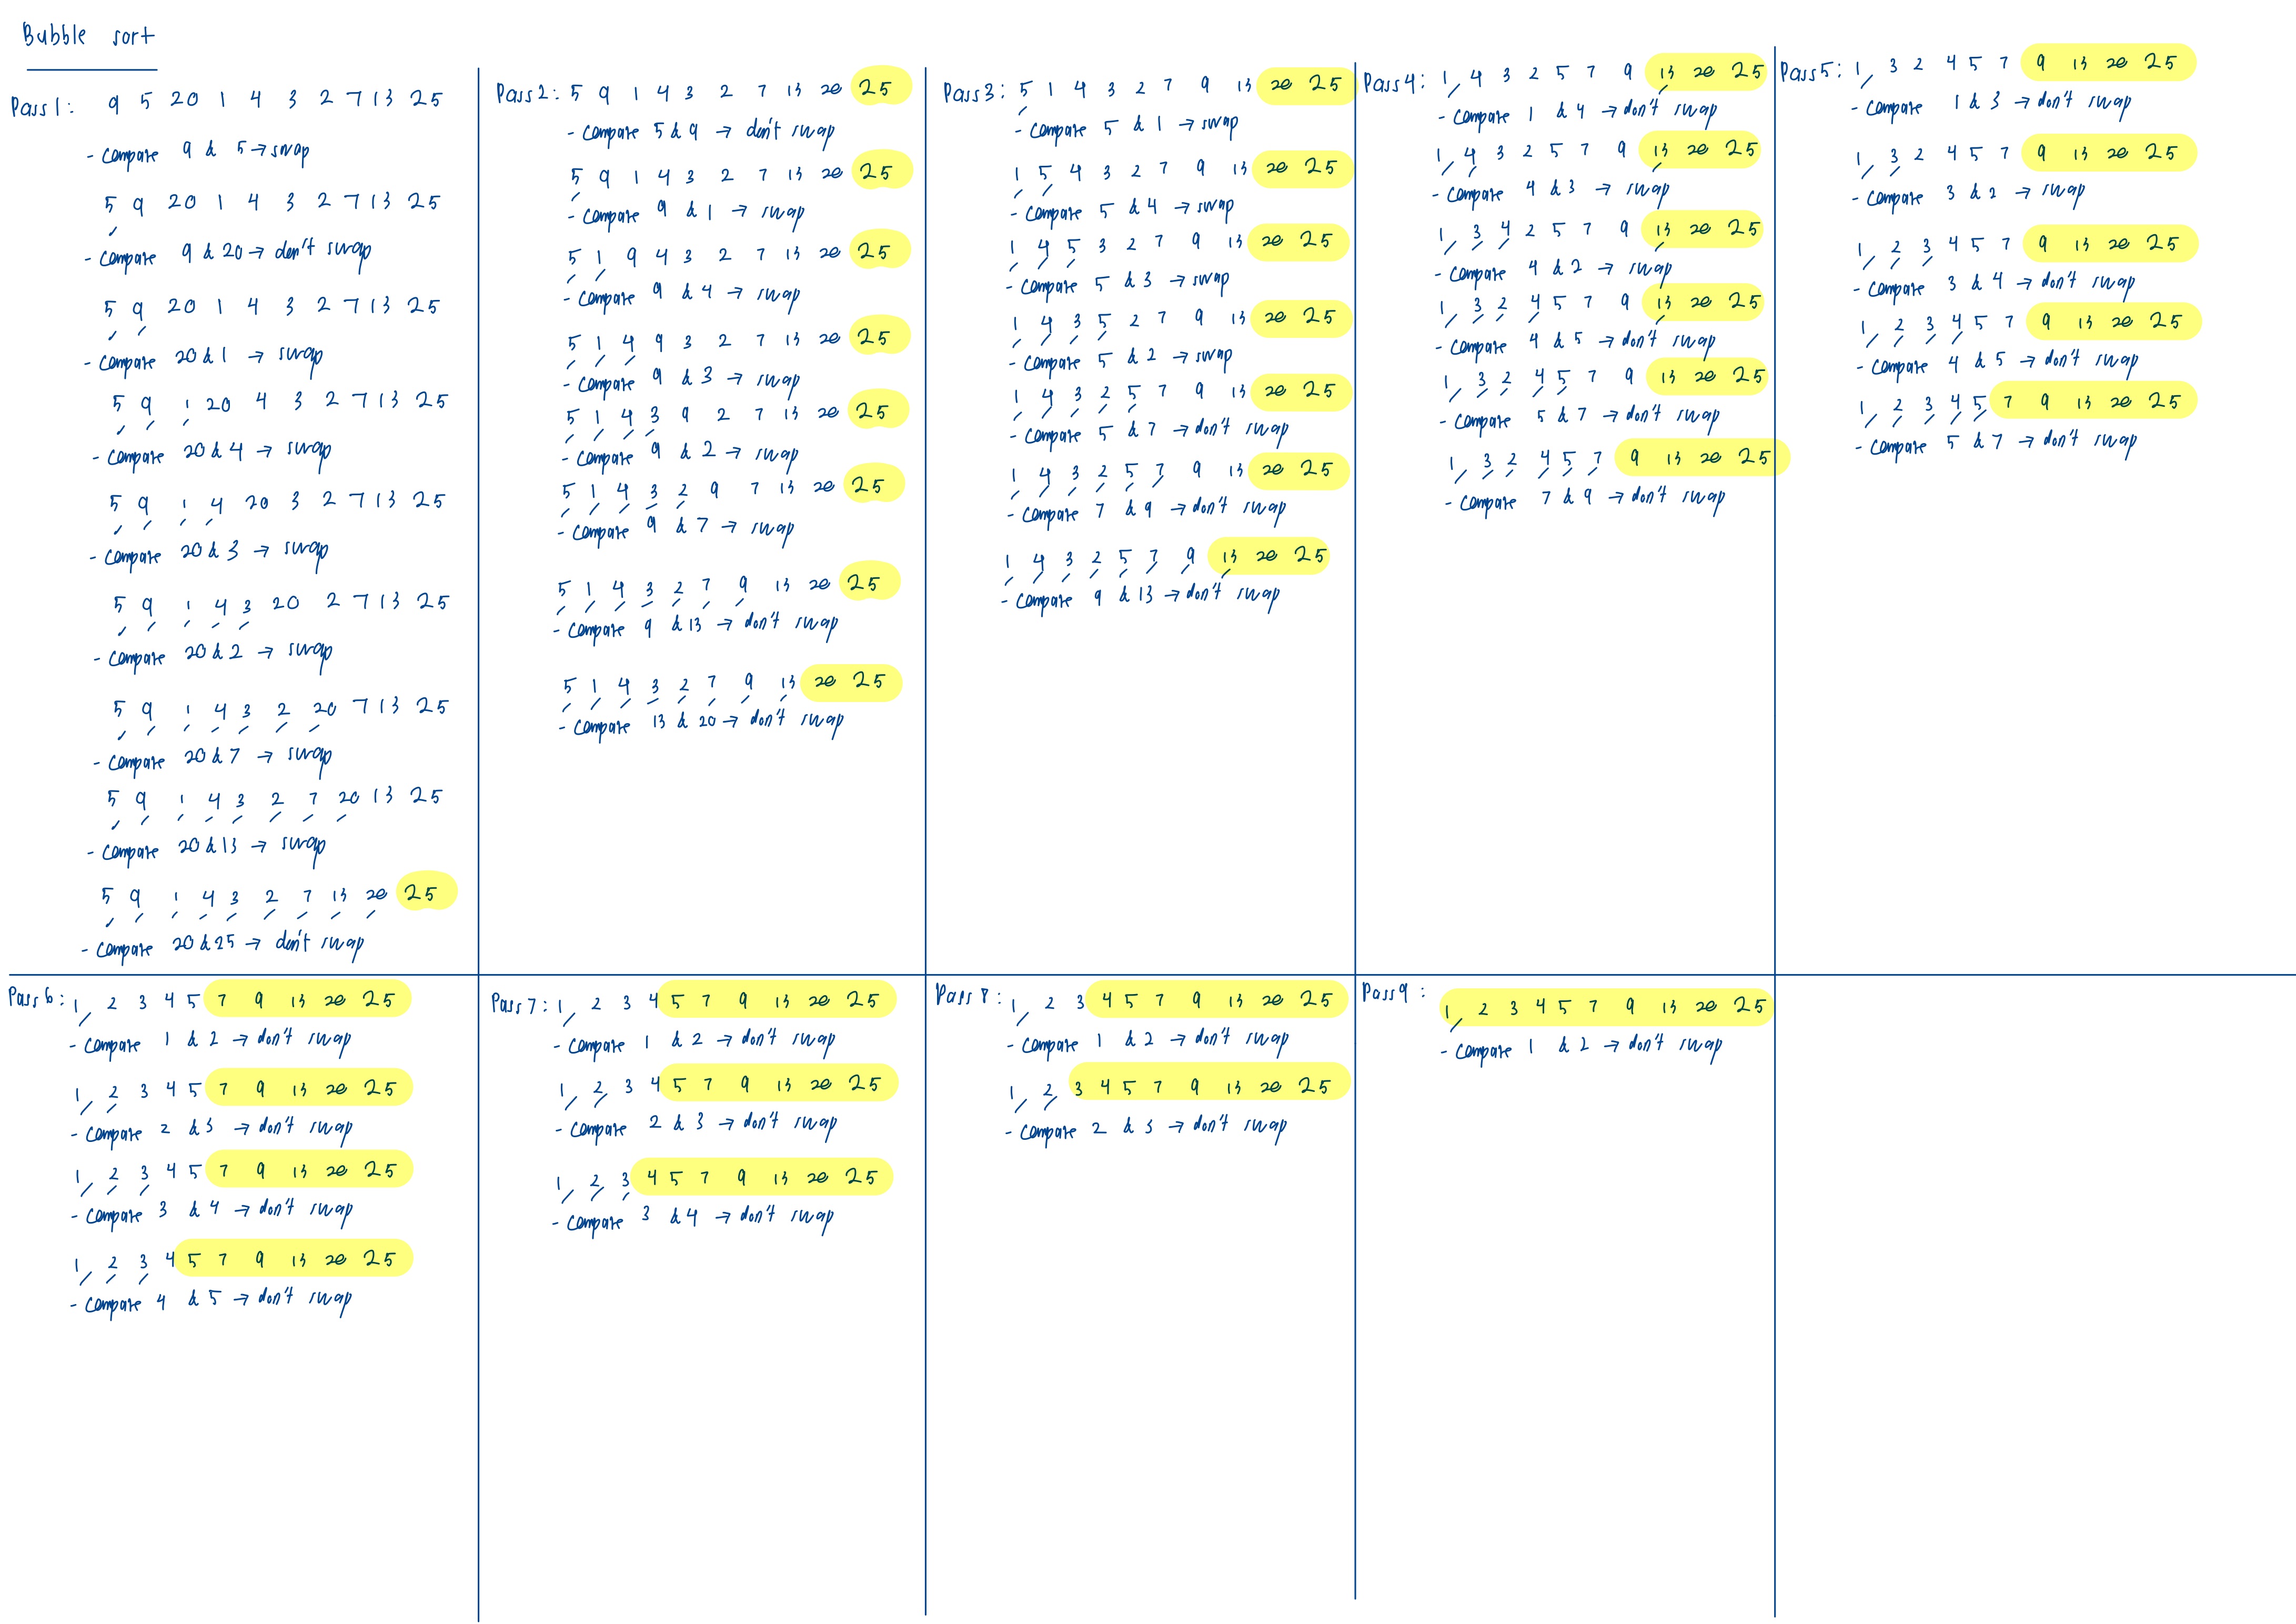 Bubble sort
Pass 1: 9 5 20 1 4 3 2 7 13 25
- Compare 9 & 5 → swap
5 9 20 1 4 3 2 7 13 25
- Compare 9 & 20 → don't swap
5 9 20 1 4 3 2 7 13 25
- Compare 20 & 1 → swap
5 9 1 20 4 3 2 7 13 25
- Compare 20 & 4 → swap
5 9 1 4 20 3 2 7 13 25
- Compare 20 & 3 → swap
5 9 1 4 3 20 2 7 13 25
- Compare 20 & 2 → swap
5 9 1 4 3 2 20 7 13 25
- Compare 20 & 7 → swap
5 9 1 4 3 2 7 20 13 25
- Compare 20 & 13 → swap
5 9 1 4 3 2 7 13 20 25
- Compare 20 & 25 → don't swap
Pass 2: 5 9 1 4 3 2 7 13 20 25
- Compare 5 & 9 → don't swap
5 9 1 4 3 2 7 13 20 25
- Compare 9 & 1 → swap
5 1 9 4 3 2 7 13 20 25
- Compare 9 & 4 → swap
5 1 4 9 3 2 7 13 20 25
- Compare 9 & 3 → swap
5 1 4 3 9 2 7 13 20 25
- Compare 9 & 2 → swap
5 1 4 3 2 9 7 13 20 25
- Compare 9 & 7 → swap
5 1 4 3 2 7 9 13 20 25
- Compare 9 & 13 → don't swap
5 1 4 3 2 7 9 13 20 25
- Compare 13 & 20 → don't swap
Pass 3: 5 1 4 3 2 7 9 13 20 25
- Compare 5 & 1 → swap
1 5 4 3 2 7 9 13 20 25
- Compare 5 & 4 → swap
1 4 5 3 2 7 9 13 20 25
- Compare 5 & 3 → swap
1 4 3 5 2 7 9 13 20 25
- Compare 5 & 2 → swap
1 4 3 2 5 7 9 13 20 25
- Compare 5 & 7 → don't swap
1 4 3 2 5 7 9 13 20 25
- Compare 7 & 9 → don't swap
1 4 3 2 5 7 9 13 20 25
- Compare 9 & 13 → don't swap
Pass 4: 1 4 3 2 5 7 9 13 20 25
- Compare 1 & 4 → don't swap
1 4 3 2 5 7 9 13 20 25
- Compare 4 & 3 → swap
1 3 4 2 5 7 9 13 20 25
- Compare 4 & 2 → swap
1 3 2 4 5 7 9 13 20 25
- Compare 4 & 5 → don't swap
1 3 2 4 5 7 9 13 20 25
- Compare 5 & 7 → don't swap
1 3 2 4 5 7 9 13 20 25
- Compare 7 & 9 → don't swap
Pass 5: 1 3 2 4 5 7 9 13 20 25
- Compare 1 & 3 → don't swap
1 3 2 4 5 7 9 13 20 25
- Compare 3 & 2 → swap
1 2 3 4 5 7 9 13 20 25
- Compare 3 & 4 → don't swap
1 2 3 4 5 7 9 13 20 25
- Compare 4 & 5 → don't swap
1 2 3 4 5 7 9 13 20 25
- Compare 5 & 7 → don't swap
Pass 6: 1 2 3 4 5 7 9 13 20 25
- Compare 1 & 2 → don't swap
1 2 3 4 5 7 9 13 20 25
- Compare 2 & 3 → don't swap
1 2 3 4 5 7 9 13 20 25
- Compare 3 & 4 → don't swap
1 2 3 4 5 7 9 13 20 25
- Compare 4 & 5 → don't swap
Pass 7: 1 2 3 4 5 7 9 13 20 25
- Compare 1 & 2 → don't swap
1 2 3 4 5 7 9 13 20 25
- Compare 2 & 3 → don't swap
1 2 3 4 5 7 9 13 20 25
- Compare 3 & 4 → don't swap
Pass 8: 1 2 3 4 5 7 9 13 20 25
- Compare 1 & 2 → don't swap
1 2 3 4 5 7 9 13 20 25
- Compare 2 & 3 → don't swap
Pass 9: 1 2 3 4 5 7 9 13 20 25
- Compare 1 & 2 → don't swap